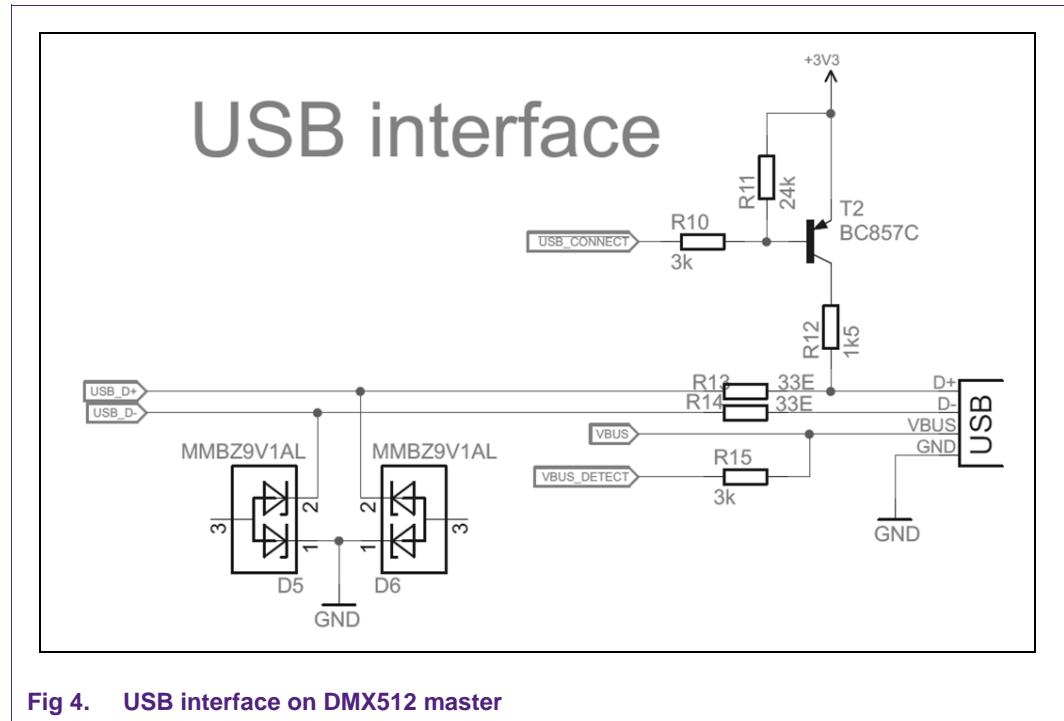 +3V3
USB interface
R11
24k
T2
BC857C
R10
USB_CONNECT
3k
R12
1k5
USB_D+
R13
33E
D+
USB_D-
R14
33E
D-
VBUS
VBUS
GND
USB
MMBZ9V1AL
MMBZ9V1AL
R15
VBUS_DETECT
3k
3
2
1
2
1
3
D5
D6
GND
GND
Fig 4. USB interface on DMX512 master